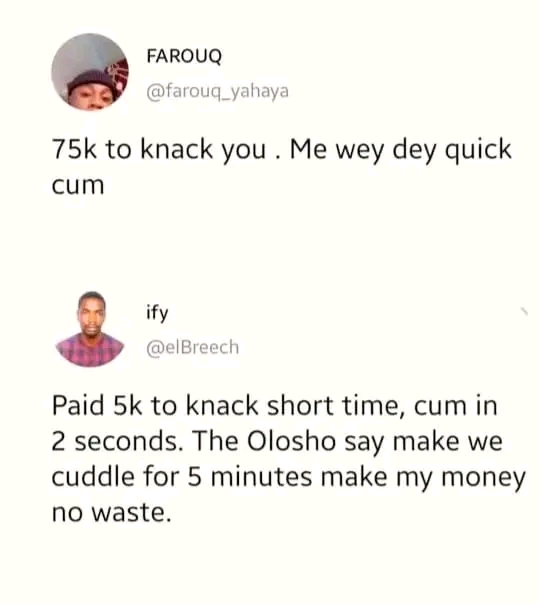 FAROUQ
@farouq_yahaya
75k to knack you . Me wey dey quick
cum
ify
@elBreech
Paid 5k to knack short time, cum in
2 seconds. The Olosho say make we
cuddle for 5 minutes make my money
no waste.